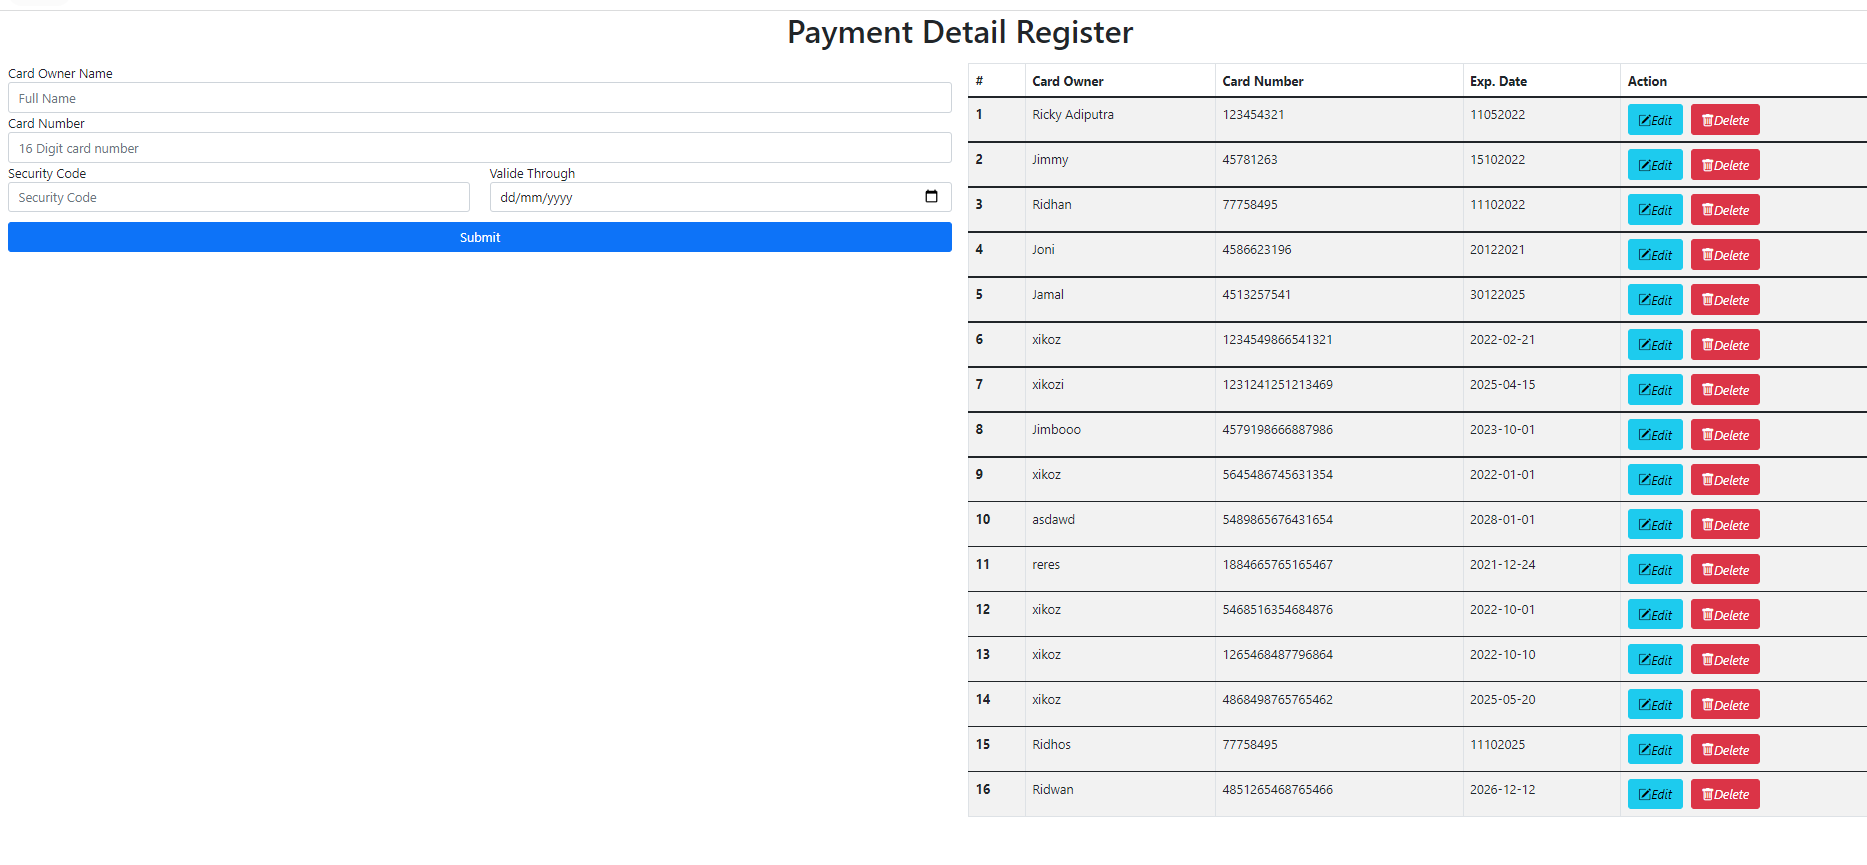 Payment Detail Register
Card Owner Name
Full Name
Card Number
16 Digit card number
Security Code Valide Through
Security Code dd/mm/yyyy
Submit
# Card Owner Card Number Exp. Date Action
1 Ricky Adiputra 123454321 11052022 Edit Delete
2 Jimmy 45781263 15102022 Edit Delete
3 Ridhan 77758495 11102022 Edit Delete
4 Joni 4586623196 20122021 Edit Delete
5 Jamal 4513257541 30122025 Edit Delete
6 xikoz 1234549866541321 2022-02-21 Edit Delete
7 xikozi 1231241251213469 2025-04-15 Edit Delete
8 Jimbooo 4579198666887986 2023-10-01 Edit Delete
9 xikoz 5645486745631354 2022-01-01 Edit Delete
10 asdawd 5489865676431654 2028-01-01 Edit Delete
11 reres 1884665765165467 2021-12-24 Edit Delete
12 xikoz 5468516354684876 2022-10-01 Edit Delete
13 xikoz 1265468487796864 2022-10-10 Edit Delete
14 xikoz 4868498765765462 2025-05-20 Edit Delete
15 Ridhos 77758495 11102025 Edit Delete
16 Ridwan 4851265468765466 2026-12-12 Edit Delete